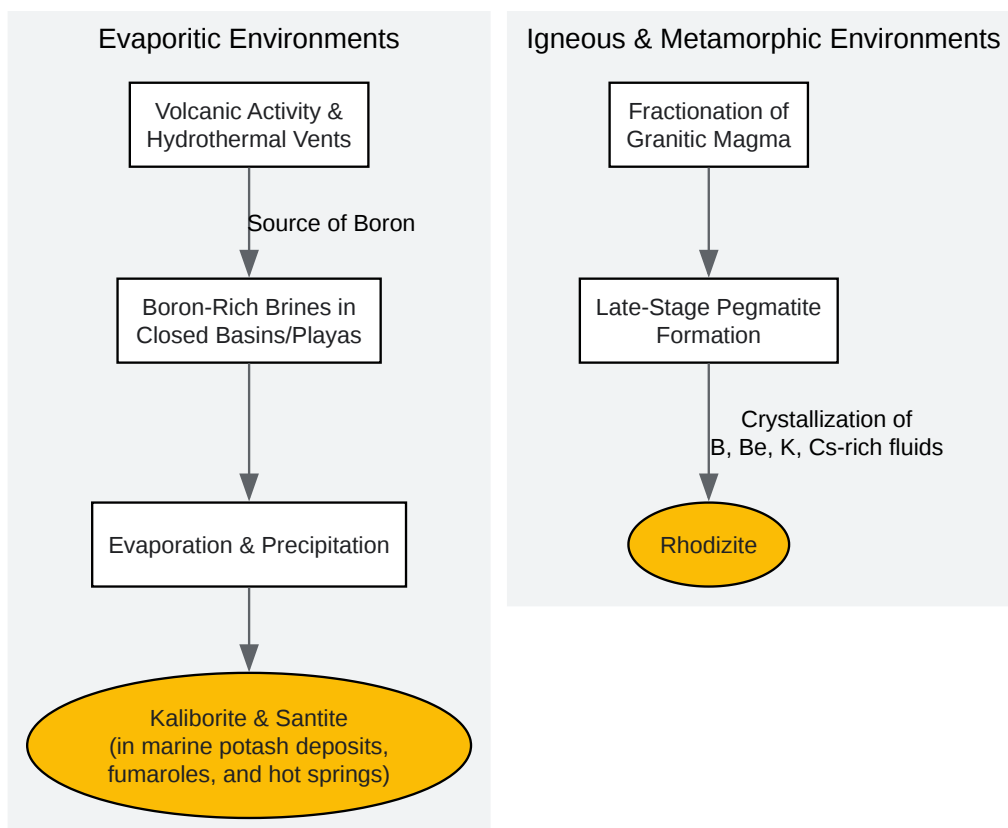 Evaporitic Environments
Volcanic Activity &
Hydrothermal Vents
Source of Boron
Boron-Rich Brines in
Closed Basins/Playas
Evaporation & Precipitation
Kaliborite & Santite
(in marine potash deposits,
fumaroles, and hot springs)
Igneous & Metamorphic Environments
Fractionation of
Granitic Magma
Late-Stage Pegmatite
Formation
Crystallization of
B, Be, K, Cs-rich fluids
Rhodizite